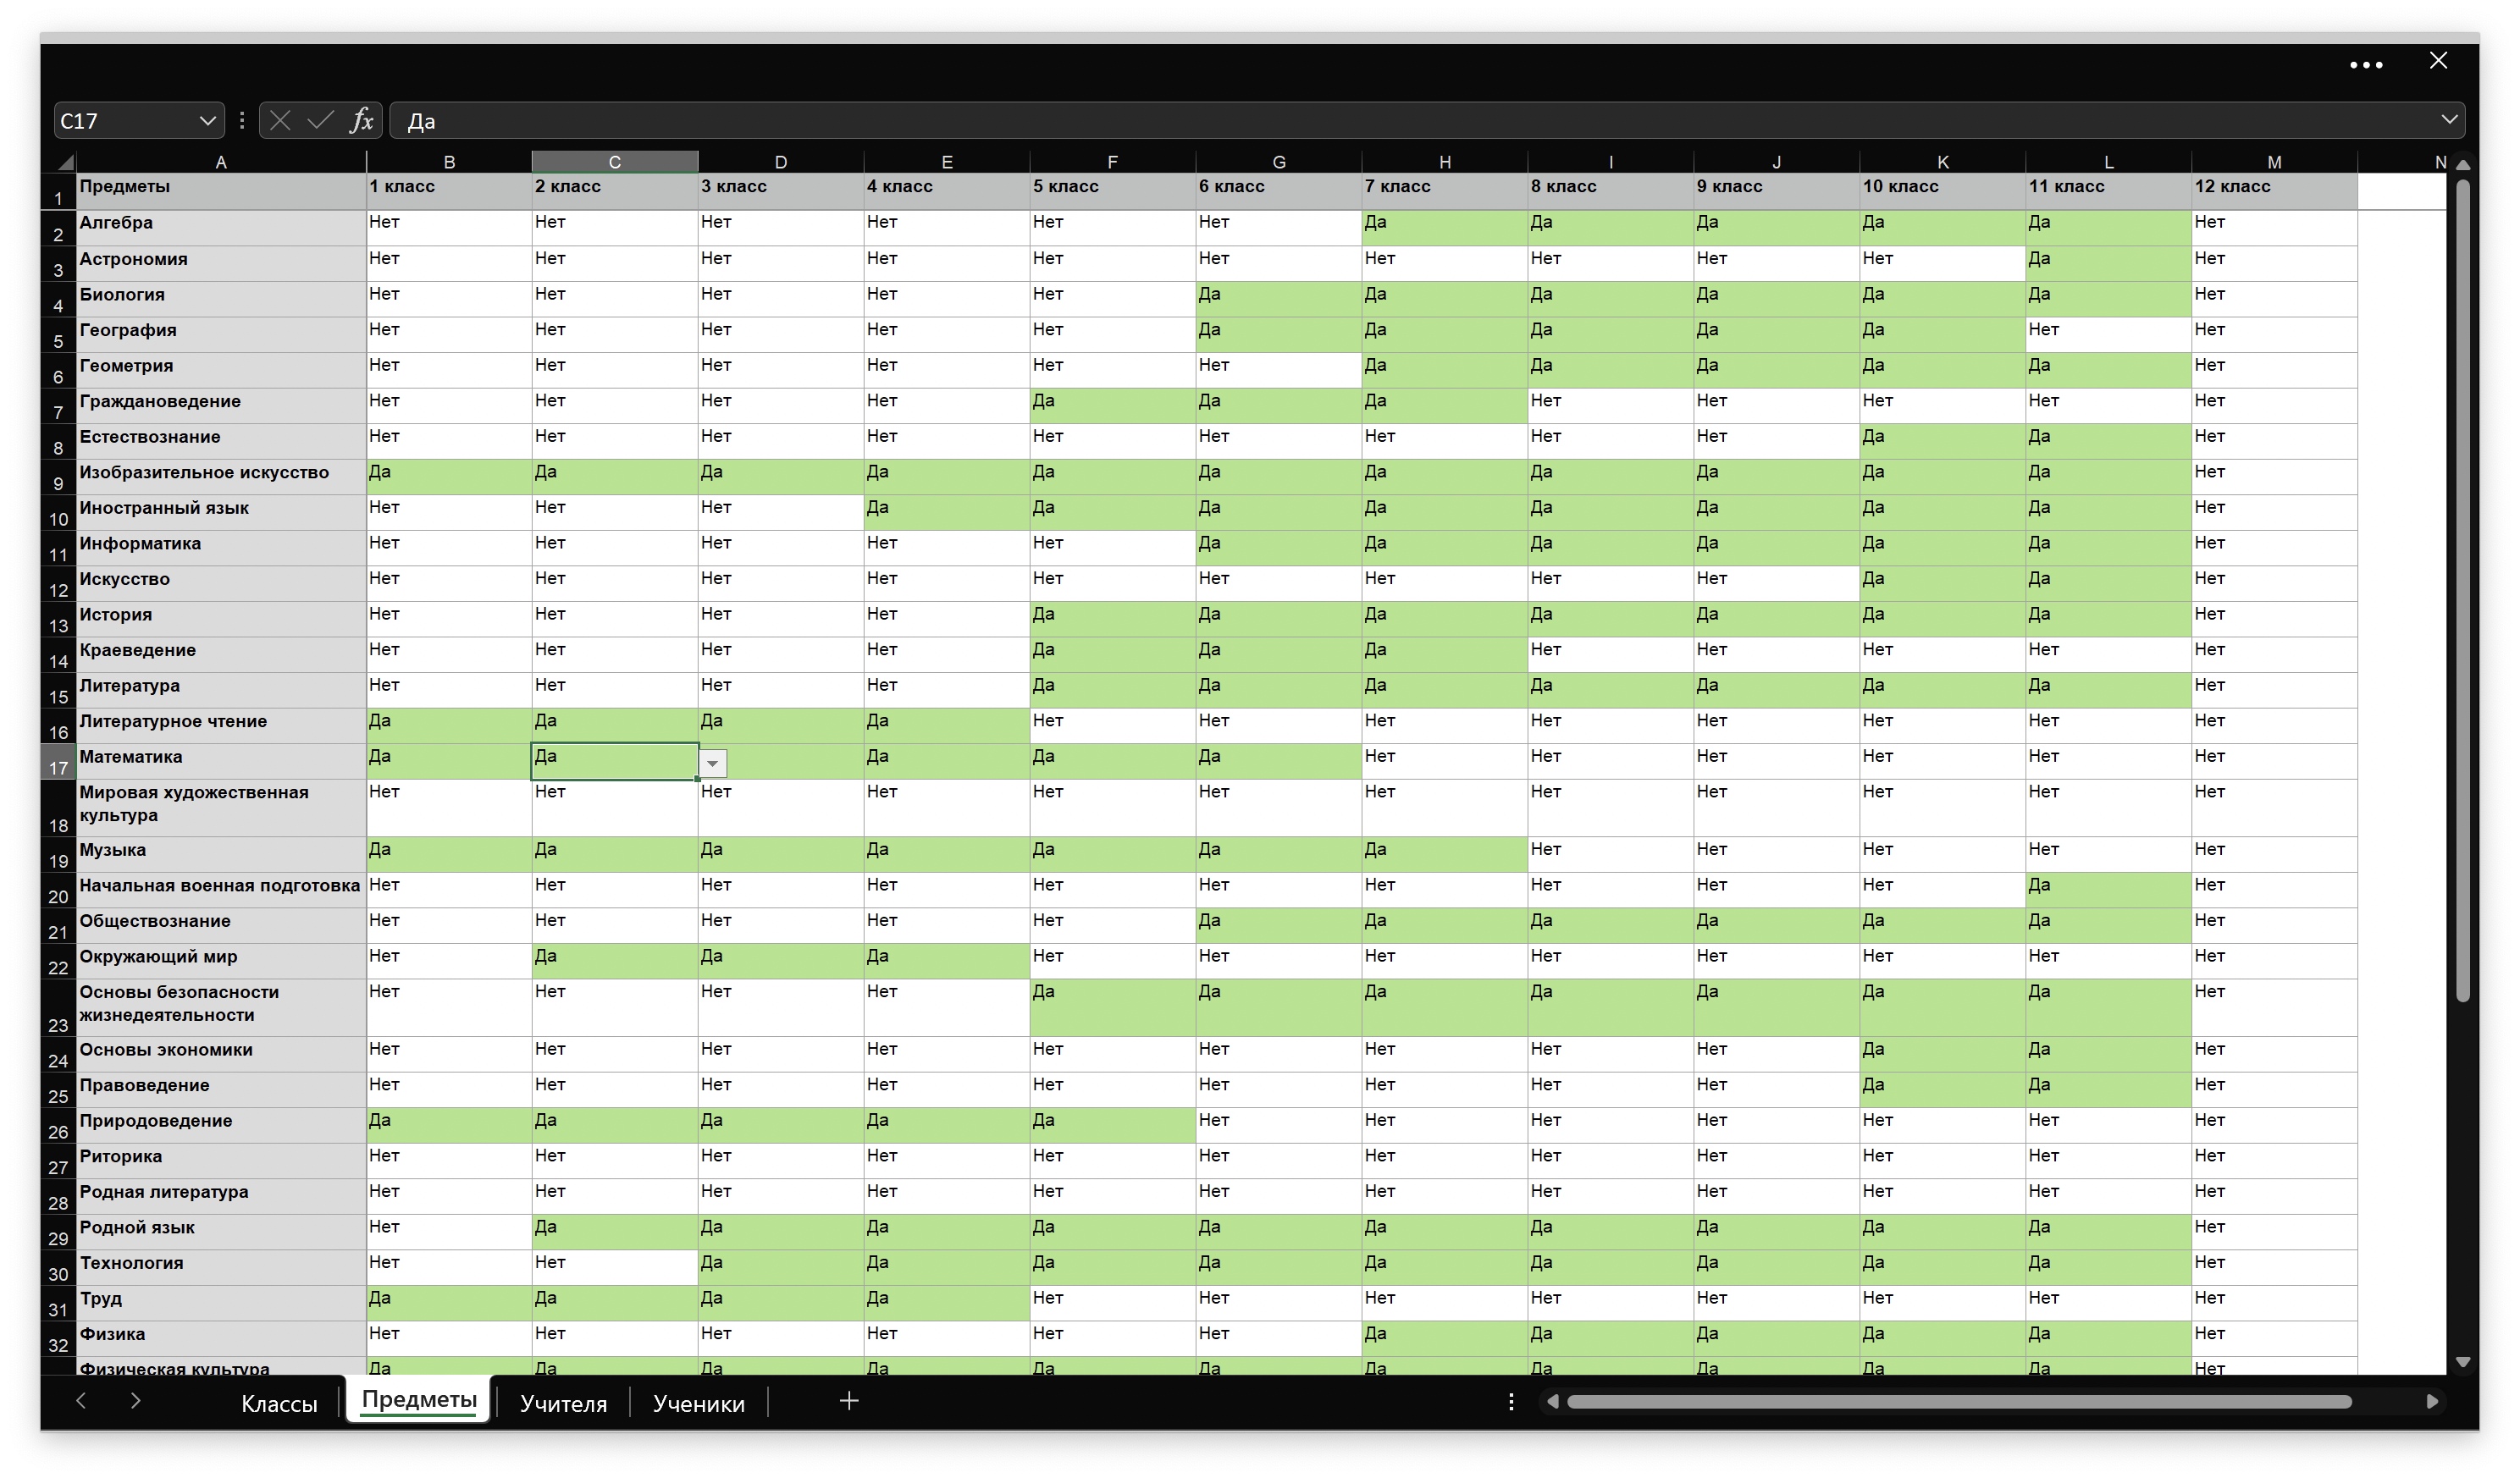 C17 fx Да
A B C D E F G H I J K L M N
1 Предметы 1 класс 2 класс 3 класс 4 класс 5 класс 6 класс 7 класс 8 класс 9 класс 10 класс 11 класс 12 класс
2 Алгебра Нет Нет Нет Нет Нет Нет Да Да Да Да Да Нет
3 Астрономия Нет Нет Нет Нет Нет Нет Нет Нет Нет Нет Да Нет
4 Биология Нет Нет Нет Нет Нет Да Да Да Да Да Да Нет
5 География Нет Нет Нет Нет Нет Да Да Да Да Да Нет Нет
6 Геометрия Нет Нет Нет Нет Нет Нет Да Да Да Да Да Нет
7 Граждановедение Нет Нет Нет Нет Да Да Да Нет Нет Нет Нет Нет
8 Естествознание Нет Нет Нет Нет Нет Нет Нет Нет Нет Да Да Нет
9 Изобразительное искусство Да Да Да Да Да Да Да Да Да Да Да Нет
10 Иностранный язык Нет Нет Нет Да Да Да Да Да Да Да Да Нет
11 Информатика Нет Нет Нет Нет Нет Да Да Да Да Да Да Нет
12 Искусство Нет Нет Нет Нет Нет Нет Нет Нет Нет Да Да Нет
13 История Нет Нет Нет Нет Да Да Да Да Да Да Да Нет
14 Краеведение Нет Нет Нет Нет Да Да Да Нет Нет Нет Нет Нет
15 Литература Нет Нет Нет Нет Да Да Да Да Да Да Да Нет
16 Литературное чтение Да Да Да Да Нет Нет Нет Нет Нет Нет Нет Нет
17 Математика Да Да Да Да Да Нет Нет Нет Нет Нет Нет
Мировая художественная
18 культура Нет Нет Нет Нет Нет Нет Нет Нет Нет Нет Нет Нет
19 Музыка Да Да Да Да Да Да Да Нет Нет Нет Нет Нет
20 Начальная военная подготовка Нет Нет Нет Нет Нет Нет Нет Нет Нет Нет Да Нет
21 Обществознание Нет Нет Нет Нет Нет Да Да Да Да Да Да Нет
22 Окружающий мир Нет Да Да Да Нет Нет Нет Нет Нет Нет Нет Нет
Основы безопасности
23 жизнедеятельности Нет Нет Нет Нет Да Да Да Да Да Да Да Нет
24 Основы экономики Нет Нет Нет Нет Нет Нет Нет Нет Нет Да Да Нет
25 Правоведение Нет Нет Нет Нет Нет Нет Нет Нет Нет Да Да Нет
26 Природоведение Да Да Да Да Да Нет Нет Нет Нет Нет Нет Нет
27 Риторика Нет Нет Нет Нет Нет Нет Нет Нет Нет Нет Нет Нет
28 Родная литература Нет Нет Нет Нет Нет Нет Нет Нет Нет Нет Нет Нет
29 Родной язык Нет Да Да Да Да Да Да Да Да Да Да Нет
30 Технология Нет Нет Да Да Да Да Да Да Да Да Да Нет
31 Труд Да Да Да Да Нет Нет Нет Нет Нет Нет Нет Нет
32 Физика Нет Нет Нет Нет Нет Нет Да Да Да Да Да Нет
Физическая культура Да Да Да Да Да Да Да Да Да Да Да Нет
Классы Предметы Учителя Ученики